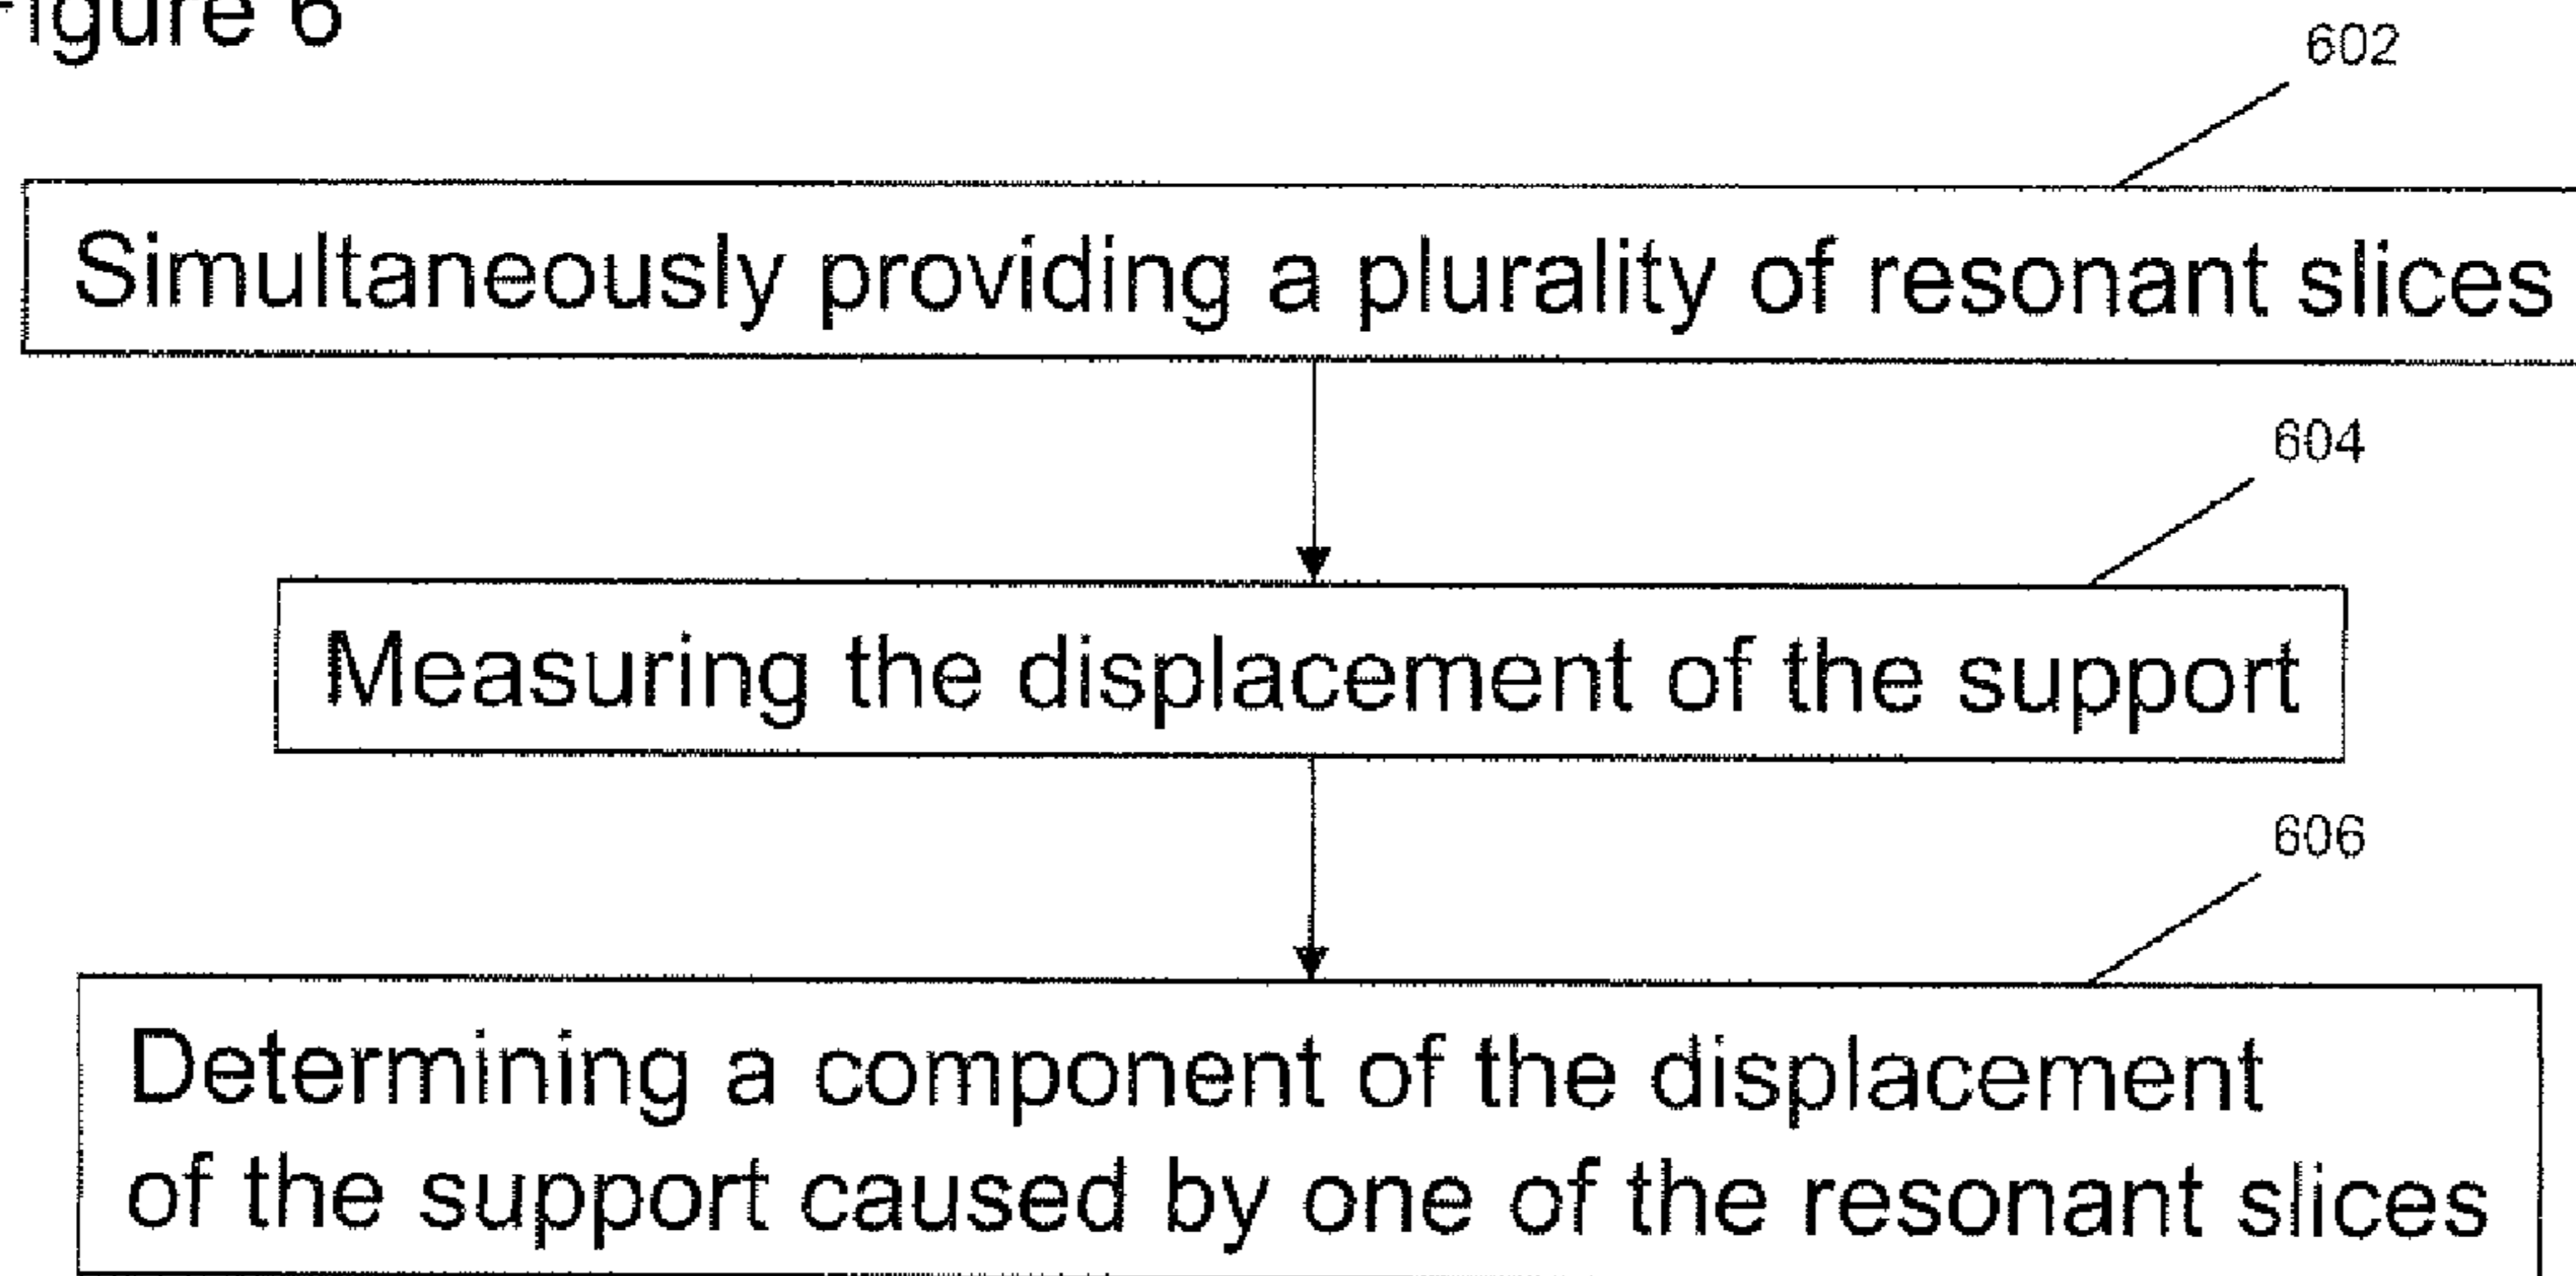 Figure 6
602
Simultaneously providing a plurality of resonant slices
604
Measuring the displacement of the support
606
Determining a component of the displacement
of the support caused by one of the resonant slices